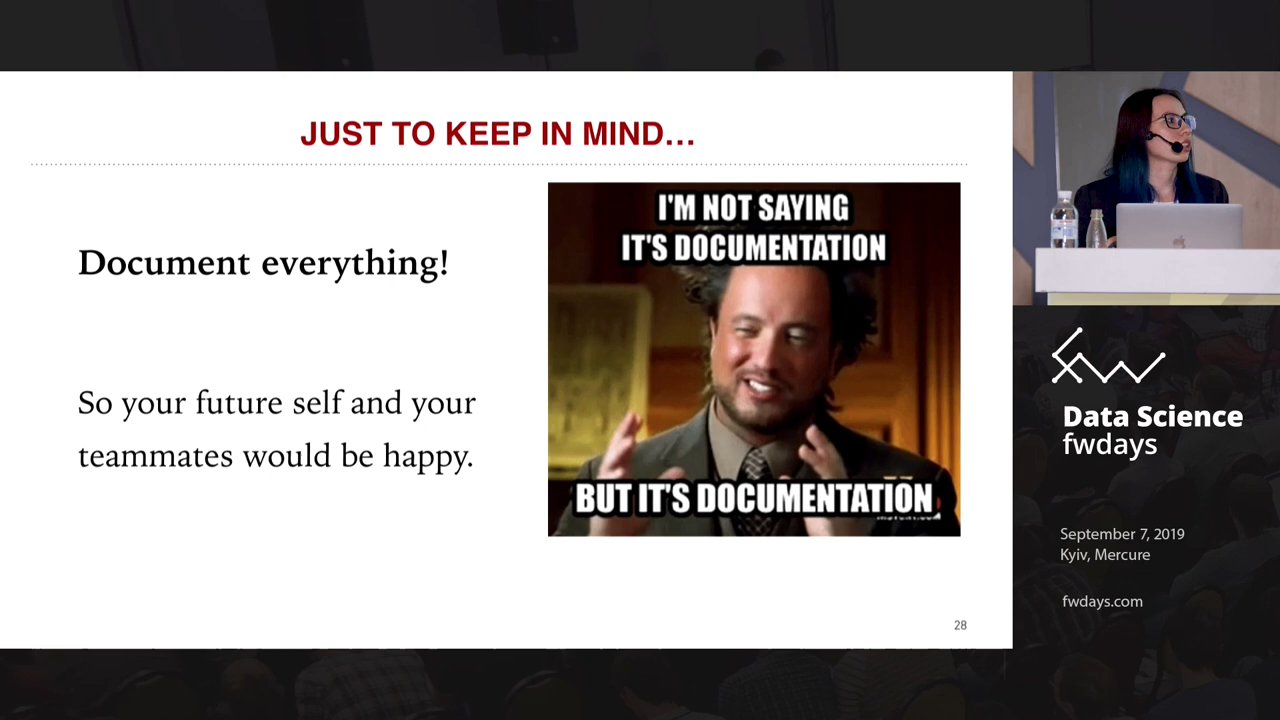 JUST TO KEEP IN MIND…
Document everything!
So your future self and your
teammates would be happy.
I'M NOT SAYING
IT'S DOCUMENTATION
BUT IT'S DOCUMENTATION
28
Data Science
fwdays
September 7, 2019
Kyiv, Mercure
fwdays.com